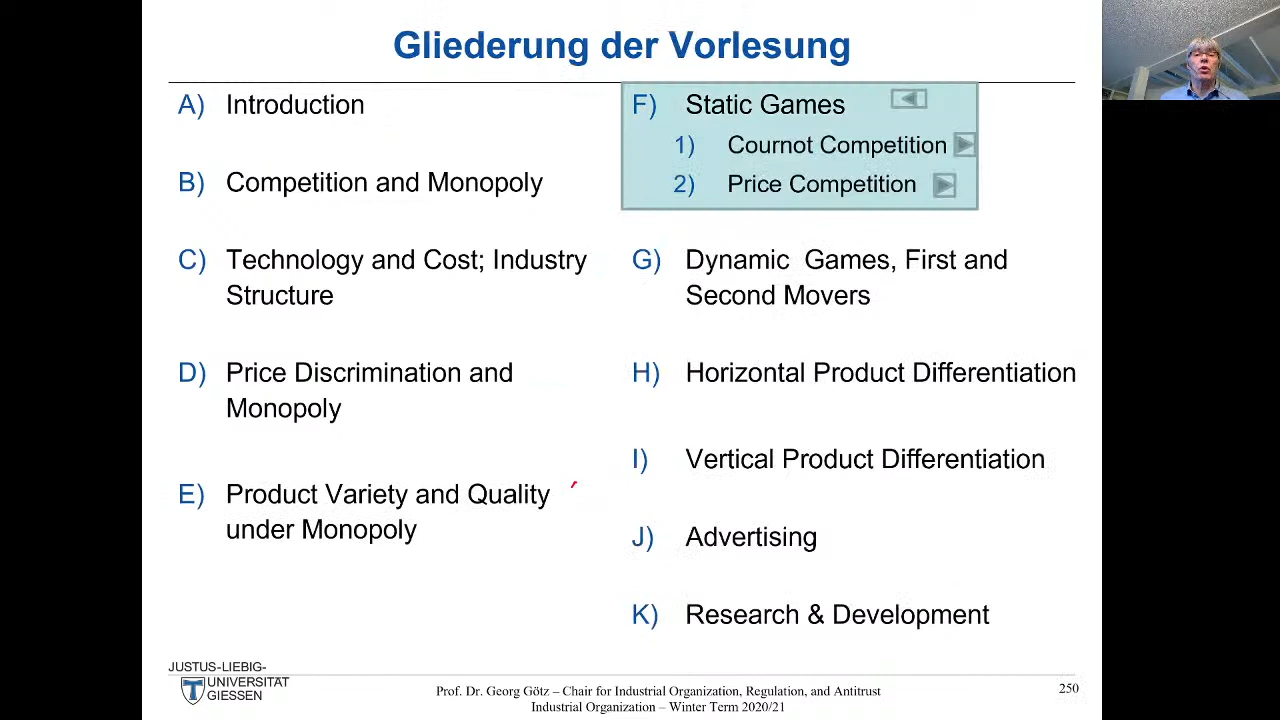 Gliederung der Vorlesung
A) Introduction
B) Competition and Monopoly
C) Technology and Cost; Industry
Structure
D) Price Discrimination and
Monopoly
E) Product Variety and Quality
under Monopoly
F) Static Games
1) Cournot Competition
2) Price Competition
G) Dynamic Games, First and
Second Movers
H) Horizontal Product Differentiation
I) Vertical Product Differentiation
J) Advertising
K) Research & Development
JUSTUS-LIEBIG-
UNIVERSITÄT
GIESSEN
Prof. Dr. Georg Götz – Chair for Industrial Organization, Regulation, and Antitrust
Industrial Organization – Winter Term 2020/21
250